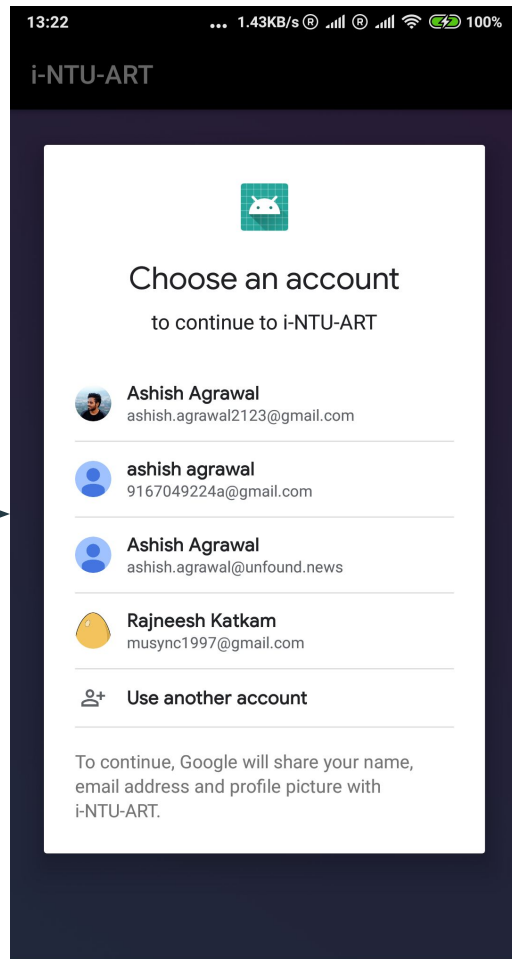 13:22
... 1.43KB/s ® ® 100%
i-NTU-ART
Choose an account
to continue to i-NTU-ART
Ashish Agrawal
ashish.agrawal2123@gmail.com
ashish agrawal
9167049224a@gmail.com
Ashish Agrawal
ashish.agrawal@unfound.news
Rajneesh Katkam
musync1997@gmail.com
Use another account
To continue, Google will share your name,
email address and profile picture with
i-NTU-ART.